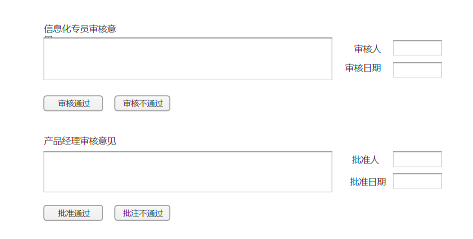 信息化专员审核意
审核人
审核日期
审核通过 审核不通过
产品经理审核意见
批准人
批准日期
批准通过 批注不通过